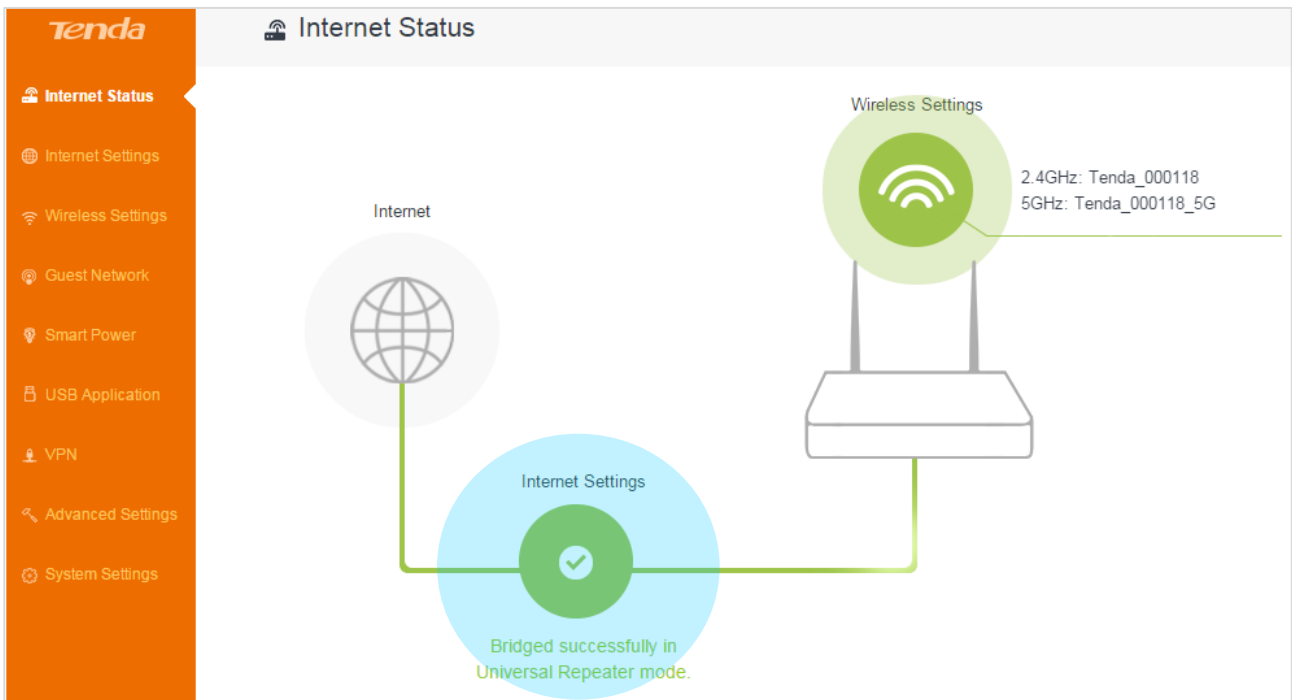 Tenda
Internet Status
Internet Status
Internet Settings
Wireless Settings
Guest Network
Smart Power
USB Application
VPN
Advanced Settings
System Settings
Wireless Settings
2.4GHz: Tenda_000118
5GHz: Tenda_000118_5G
Internet
Internet Settings
Bridged successfully in
Universal Repeater mode.